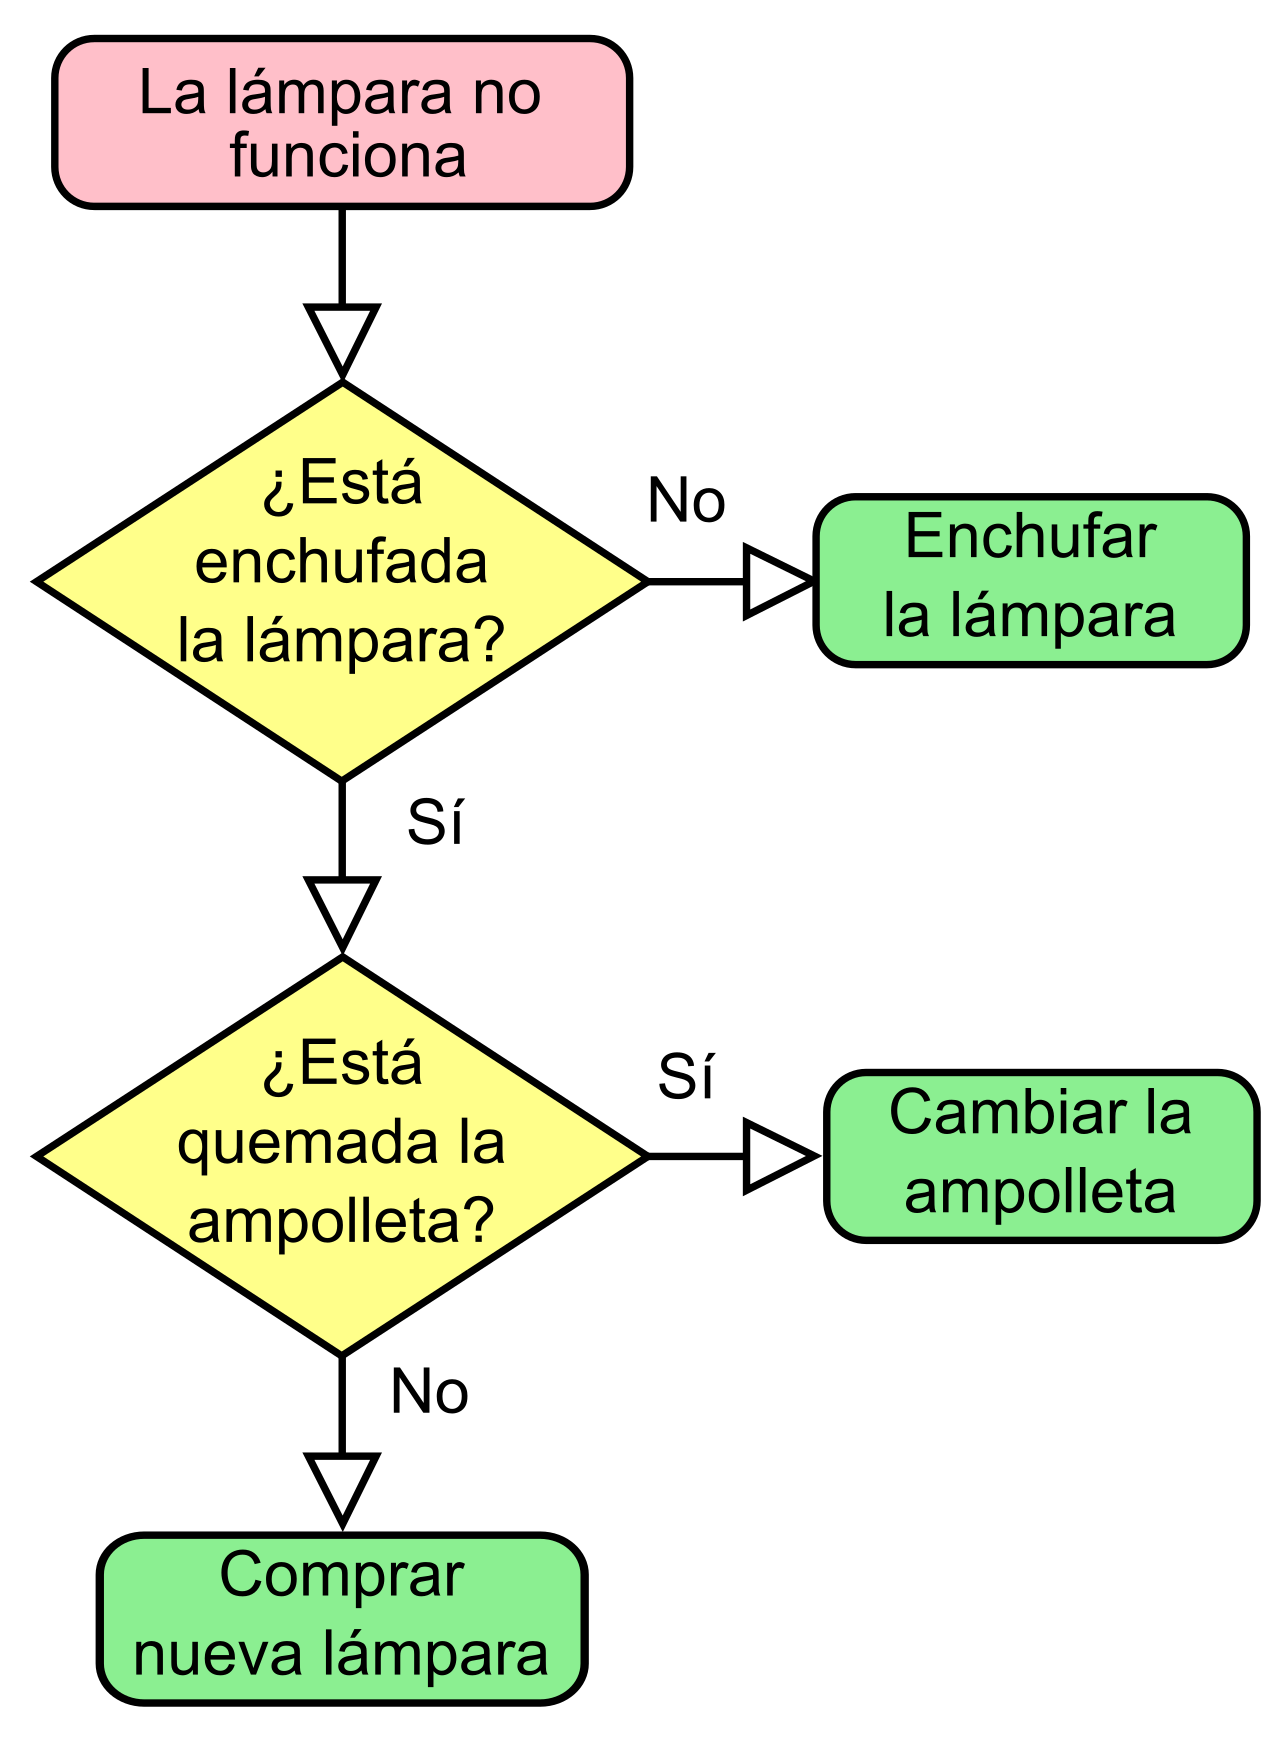 La lámpara no
funciona
¿Está
enchufada
la lámpara?
No
Enchufar
la lámpara
Sí
¿Está
quemada la
ampolleta?
Sí
Cambiar la
ampolleta
No
Comprar
nueva lámpara